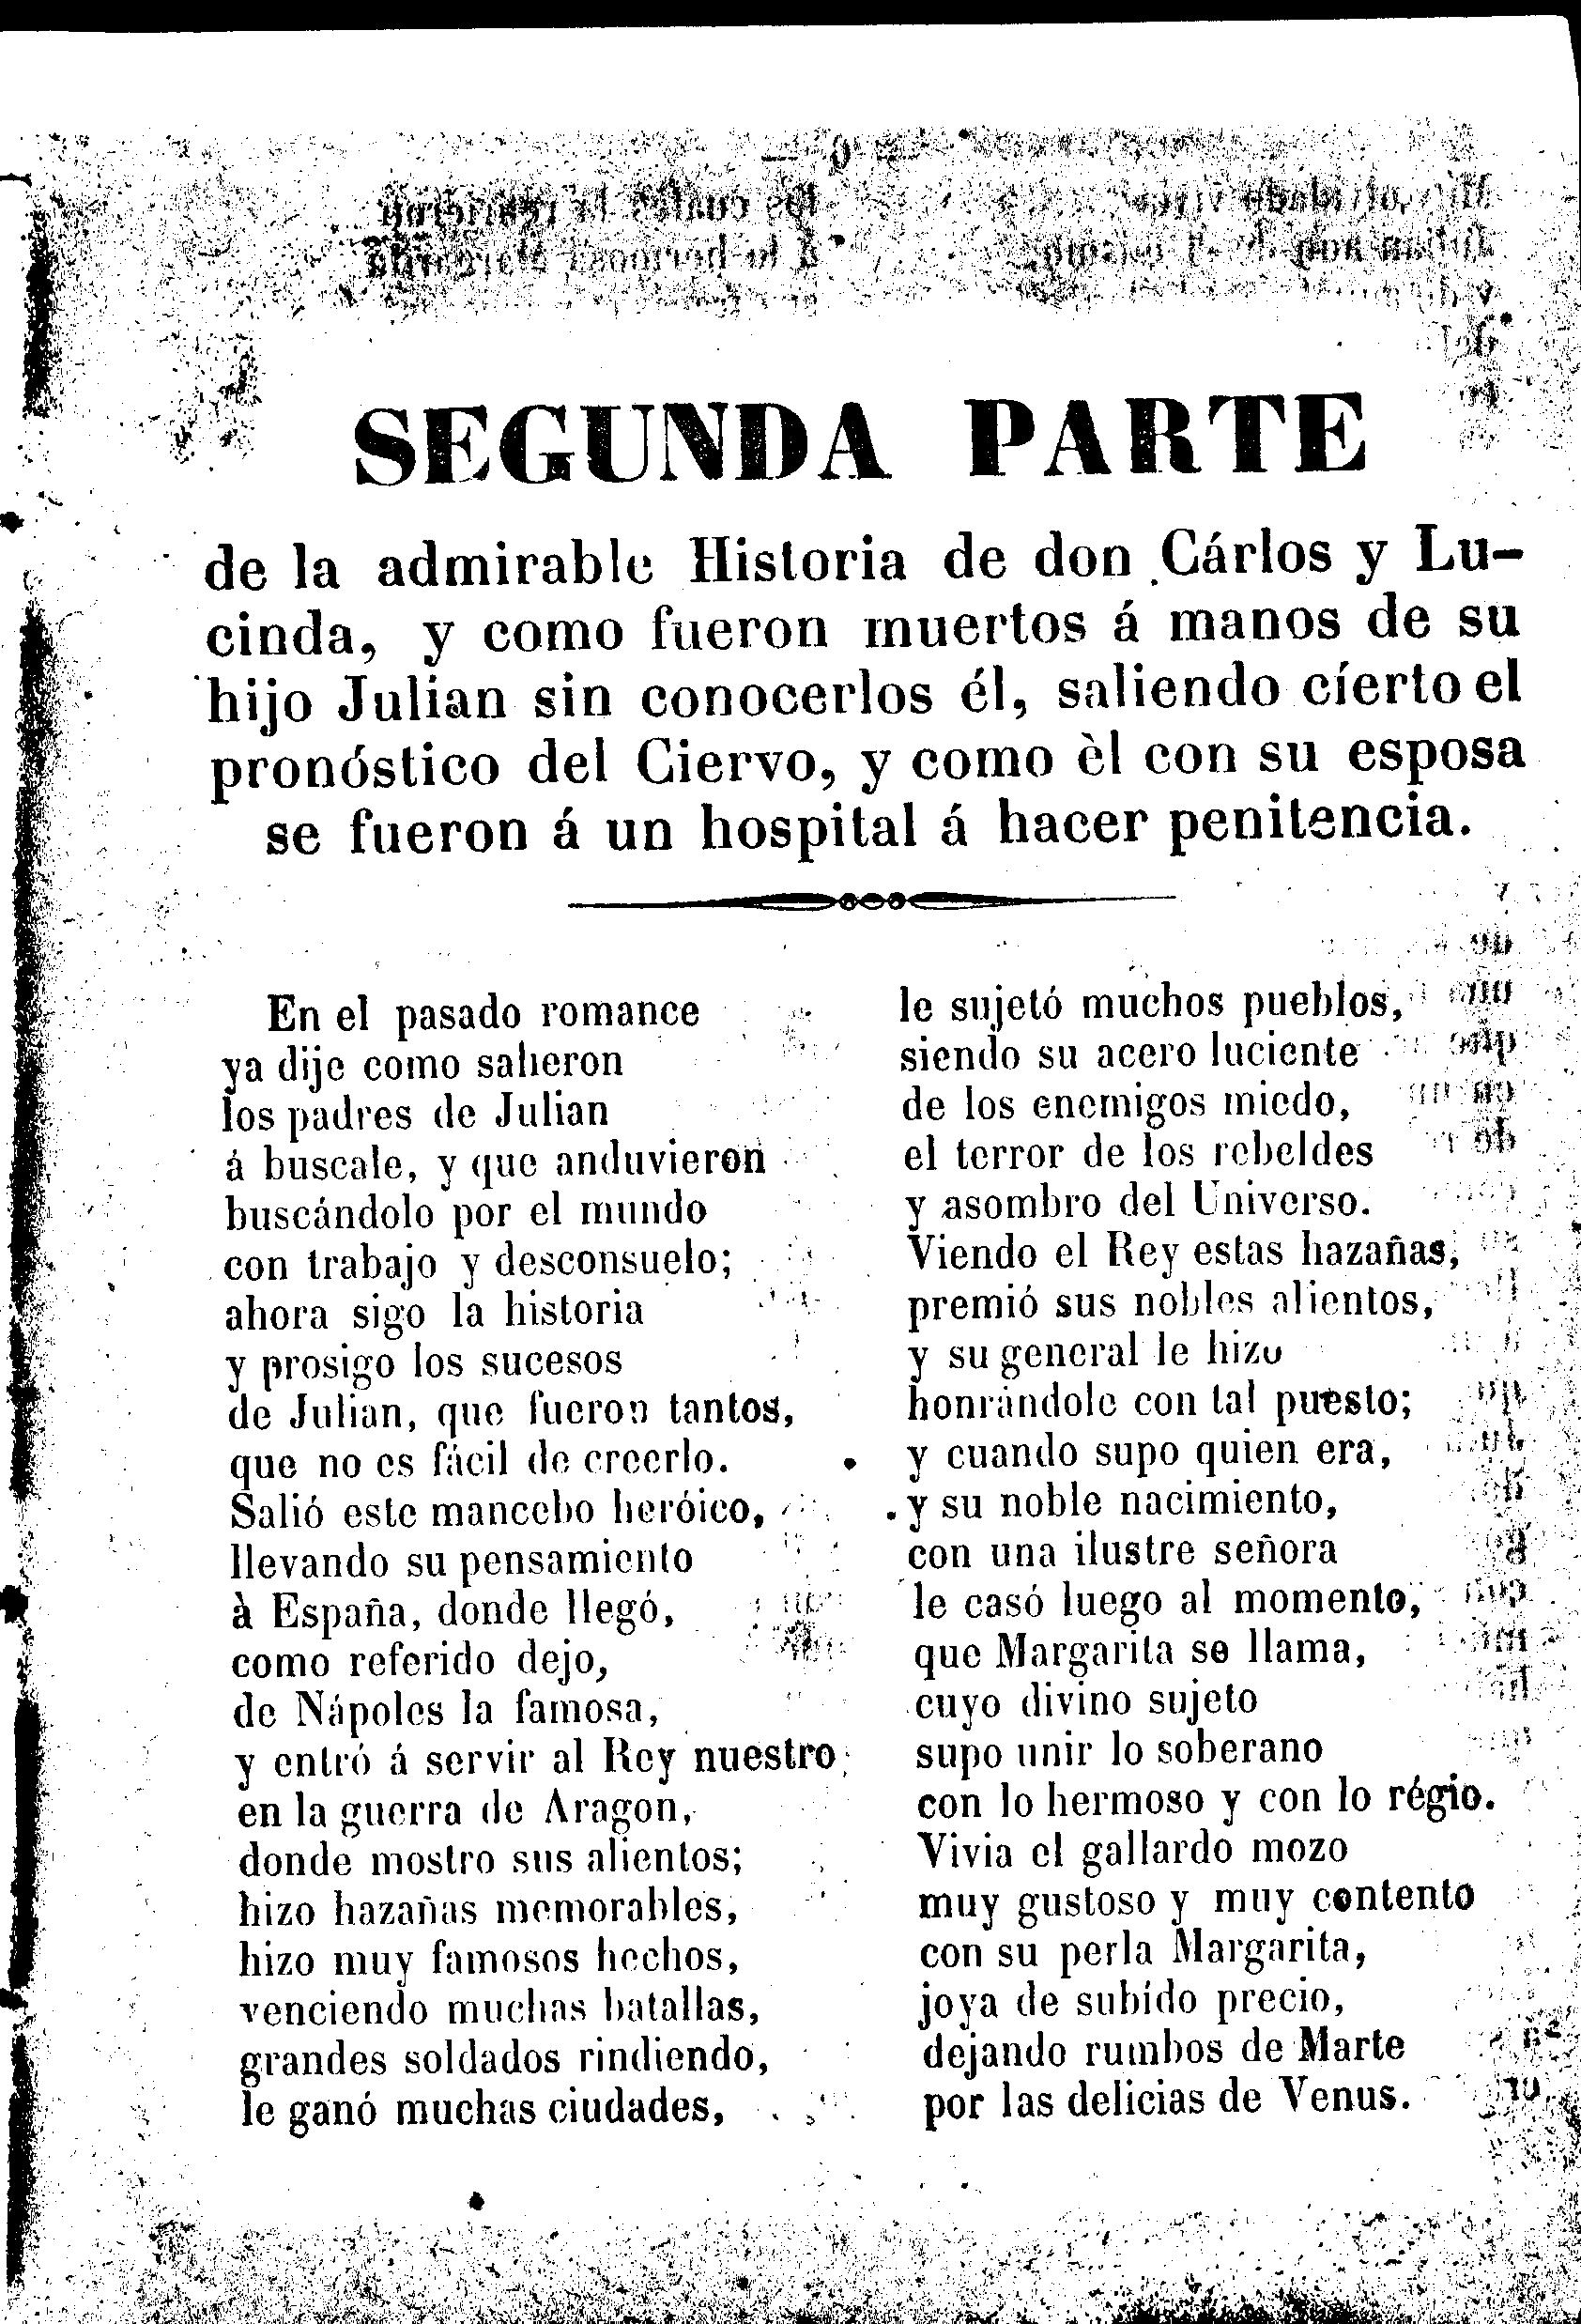 SEGUNDA PARTE
de la admirable Historia de don Cárlos y Lu-
cinda, y como fueron muertos á manos de su
hijo Julian sin conocerlos él, saliendo cíerto el
pronóstico del Ciervo, y como èl con su esposa
se fueron á un hospital á hacer penitencia.
En el pasado romance
ya dije como salieron
los padres de Julian
á buscale, y que anduvieron
buscándolo por el mundo
con trabajo y desconsuelo;
ahora sigo la historia
y prosigo los sucesos
de Julian, que fueron tantos,
que no es fácil de creerlo.
Salió este mancebo heróico,
llevando su pensamiento
à España, donde llegó,
como referido dejo,
de Nápoles la famosa,
y entró á servir al Rey nuestro
en la guerra de Aragon,
donde mostro sus alientos;
hizo hazañas memorables,
hizo muy famosos hechos,
venciendo muchas batallas,
grandes soldados rindiendo,
le ganó muchas ciudades,
le sujetó muchos pueblos,
siendo su acero luciente
de los enemigos miedo,
el terror de los rebeldes
y asombro del Universo.
Viendo el Rey estas hazañas,
premió sus nobles alientos,
y su general le hizo
honrándole con tal puesto;
y cuando supo quien era,
y su noble nacimiento,
con una ilustre señora
le casó luego al momento,
que Margarita se llama,
cuyo divino sujeto
supo unir lo soberano
con lo hermoso y con lo régio.
Vivia el gallardo mozo
muy gustoso y muy contento
con su perla Margarita,
joya de subído precio,
dejando rumbos de Marte
por las delicias de Venus.